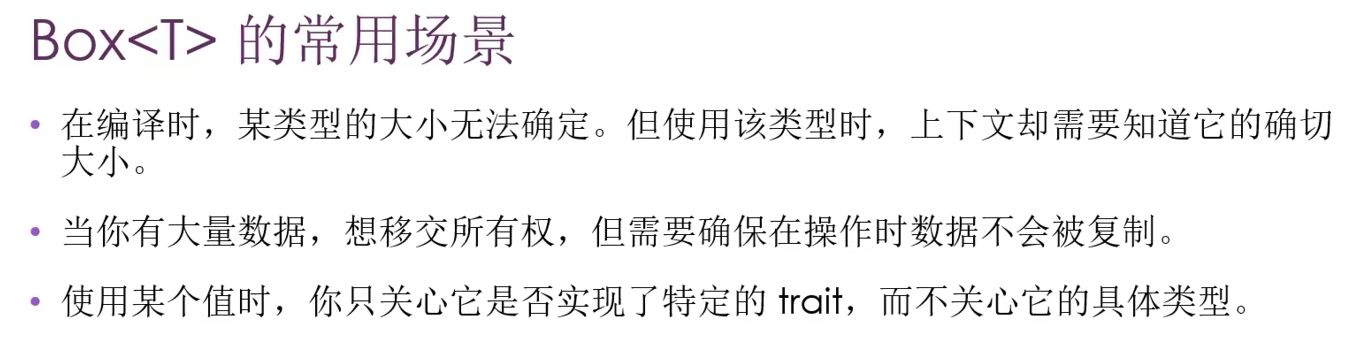 Box<T> 的常用场景
• 在编译时，某类型的大小无法确定。但使用该类型时，上下文却需要知道它的确切
大小。
• 当你有大量数据，想移交所有权，但需要确保在操作时数据不会被复制。
• 使用某个值时，你只关心它是否实现了特定的 trait，而不关心它的具体类型。